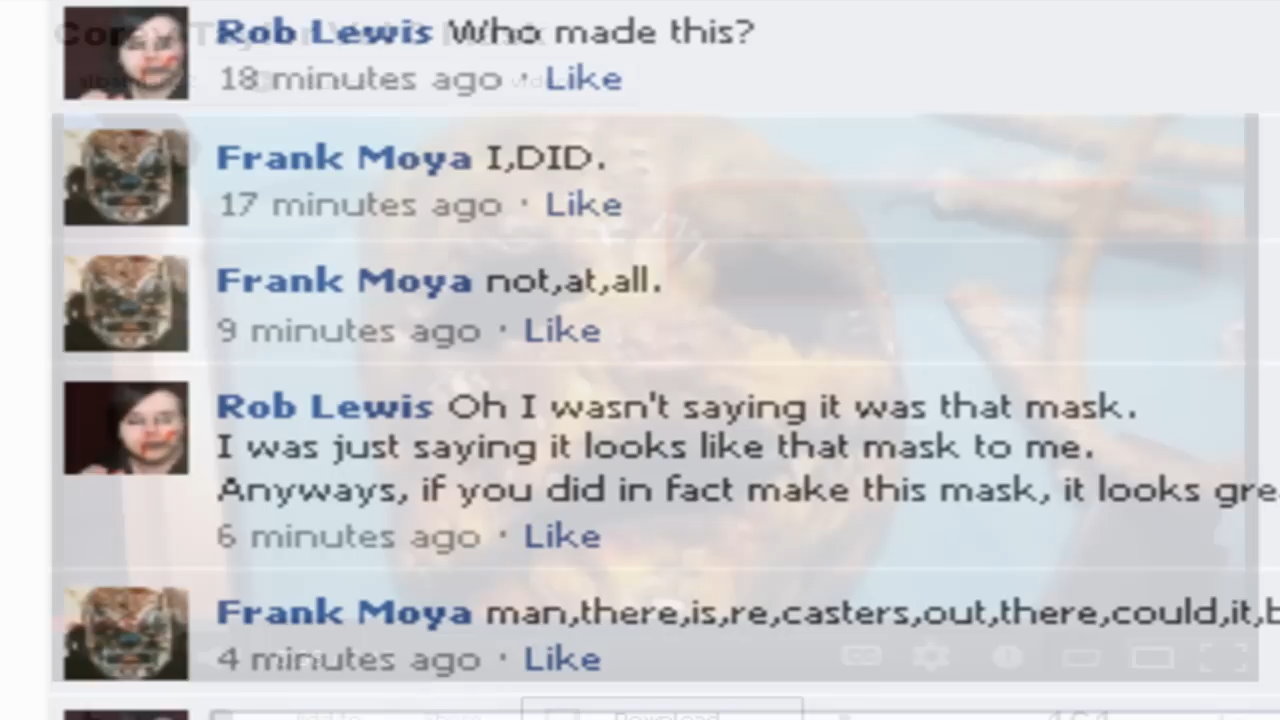 Rob Lewis Who made this?
18 minutes ago · Like
Frank Moya I,DID.
17 minutes ago · Like
Frank Moya not,at,all.
9 minutes ago · Like
Rob Lewis Oh I wasn't saying it was that mask.
I was just saying it looks like that mask to me.
Anyways, if you did in fact make this mask, it looks gre
6 minutes ago · Like
Frank Moya man,there,is,re,casters,out,there,could,it,b
4 minutes ago · Like
Download